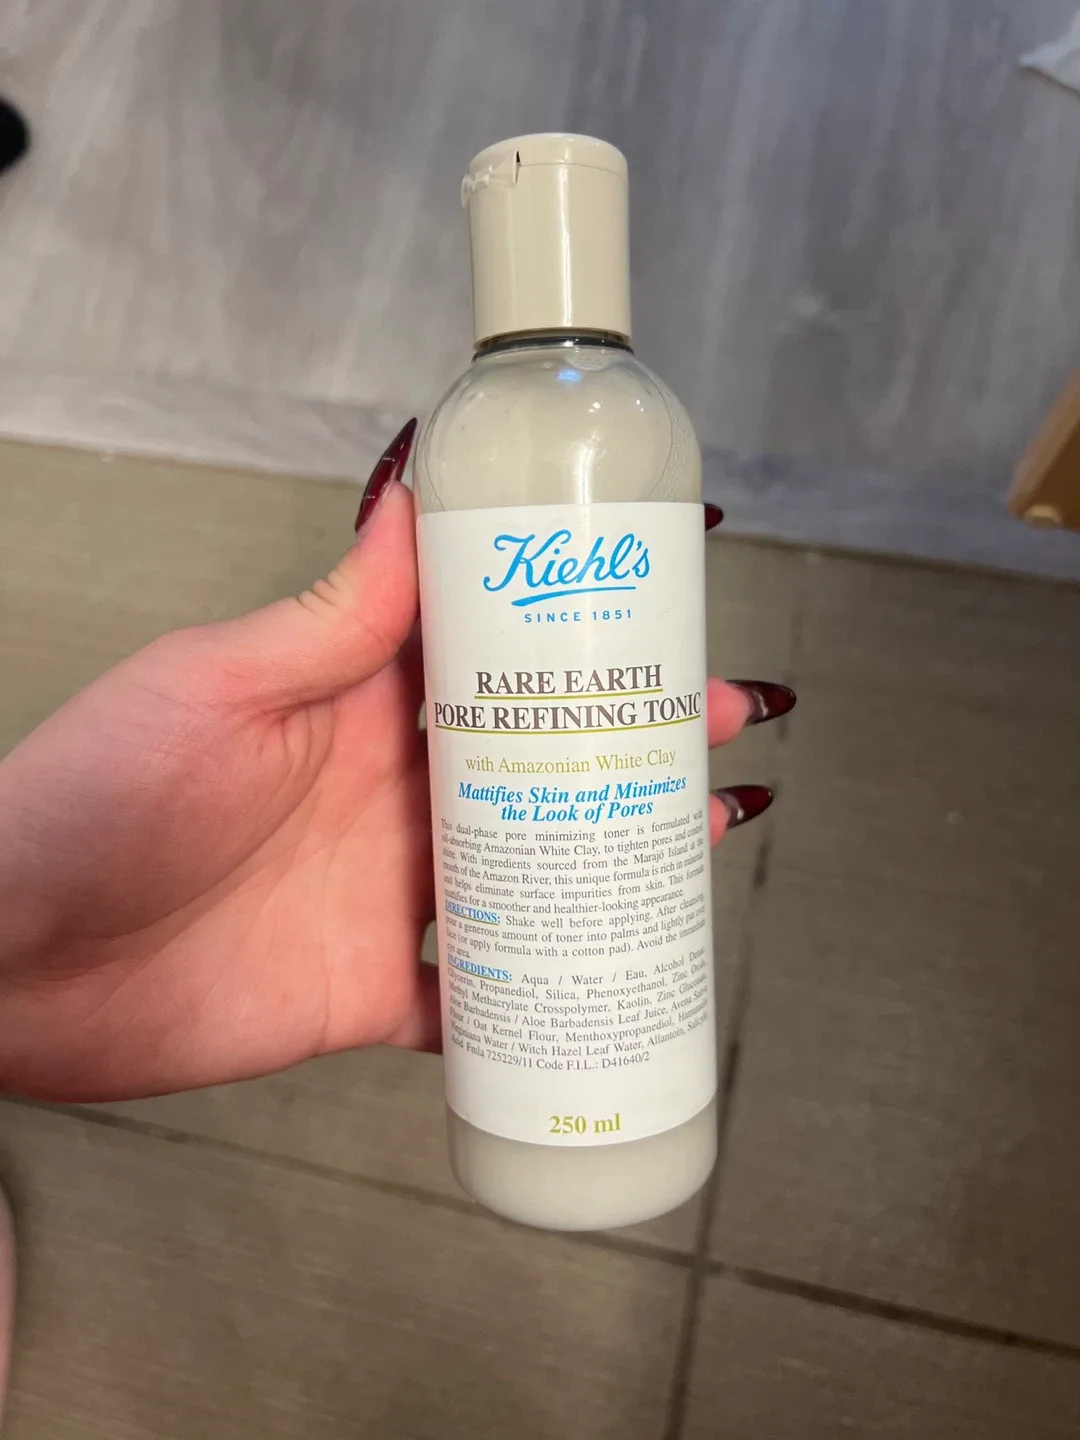 Kiehl's
SINCE 1851
RARE EARTH
PORE REFINING TONIC
with Amazonian White Clay
Mattifies Skin and Minimizes
the Look of Pores
This dual-phase pore minimizing toner is formulated with
oil-absorbing Amazonian White Clay, to tighten pores and control
shine. With ingredients sourced from the Marajó Island at the
mouth of the Amazon River, this unique formula is rich in minerals
and helps eliminate surface impurities from skin. This formula
mattifies for a smoother and healthier-looking appearance.
DIRECTIONS: Shake well before applying. After cleansing,
pour a generous amount of toner into palms and lightly pat over
face (or apply formula with a cotton pad). Avoid the immediate
eye area.
INGREDIENTS: Aqua / Water / Eau, Alcohol Denat.,
Glycerin, Propanediol, Silica, Phenoxyethanol, Zinc Oxide,
Methyl Methacrylate Crosspolymer, Kaolin, Zinc Gluconate,
Aloe Barbadensis / Aloe Barbadensis Leaf Juice, Avena Sativa
Flour / Oat Kernel Flour, Menthoxypropanediol, Hamamelis
Virginiana Water / Witch Hazel Leaf Water, Allantoin, Salicylic
Acid Fmla 725229/11 Code F.I.L.: D41640/2
250 ml